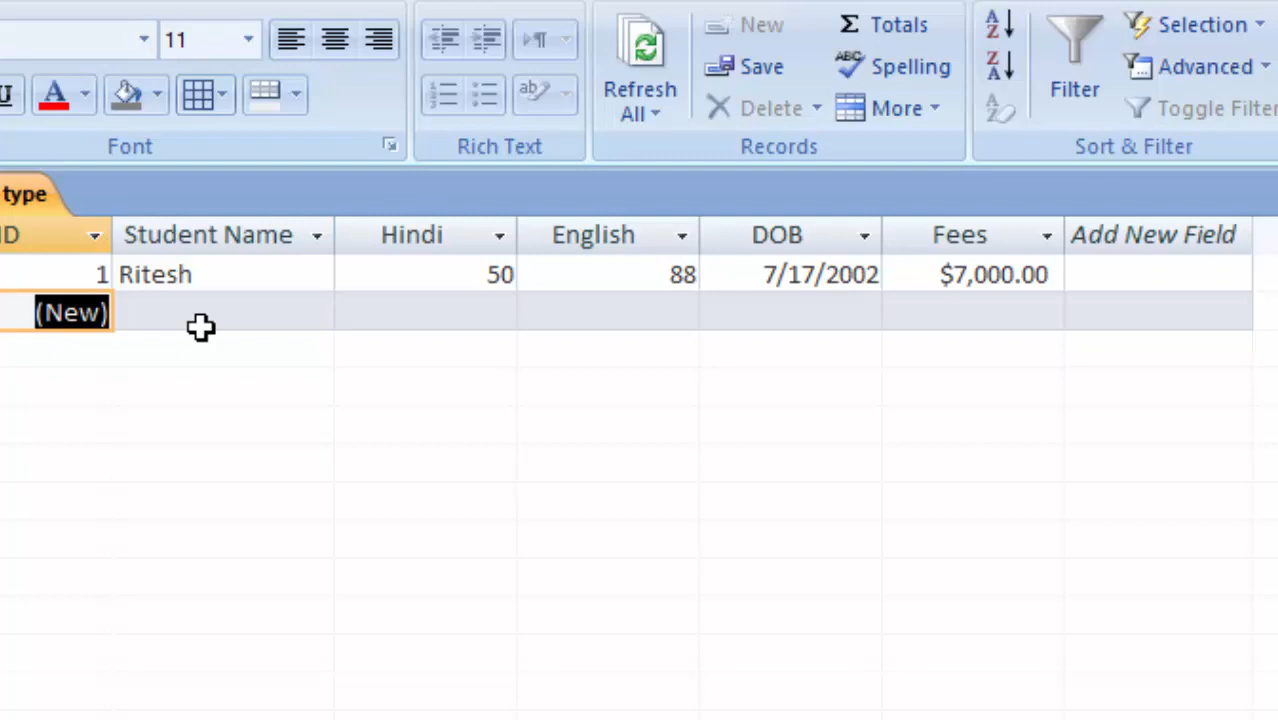 11
New
Totals
Selection
Save
Spelling
Advanced
Refresh
All
Delete
More
Filter
Toggle Filter
U
A
Font
Rich Text
Records
Sort & Filter
type
ID
Student Name
Hindi
English
DOB
Fees
Add New Field
1
Ritesh
50
88
7/17/2002
$7,000.00
(New)